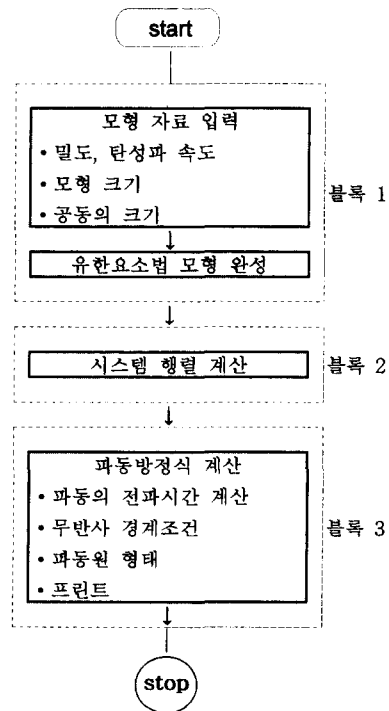 start
모형 자료 입력
• 밀도, 탄성파 속도
• 모형 크기
• 공동의 크기
유한요소법 모형 완성
블록 1
시스템 행렬 계산
블록 2
파동방정식 계산
• 파동의 전파시간 계산
• 무반사 경계조건
• 파동원 형태
• 프린트
블록 3
stop